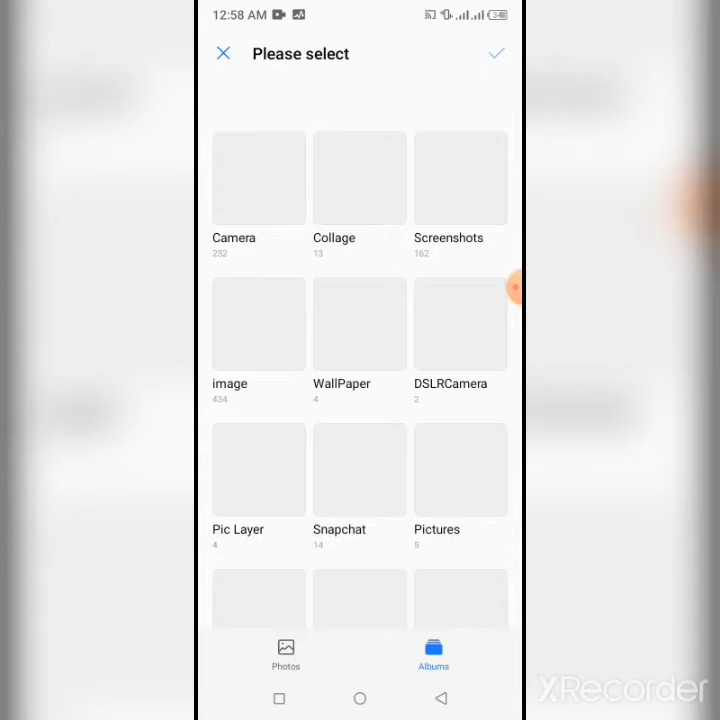 12:58 AM
348
Please select
Camera Collage Screenshots
252 13 162
image WallPaper DSLRCamera
434 4 2
Pic Layer Snapchat Pictures
4 14 5
Photos Albums
XRecorder